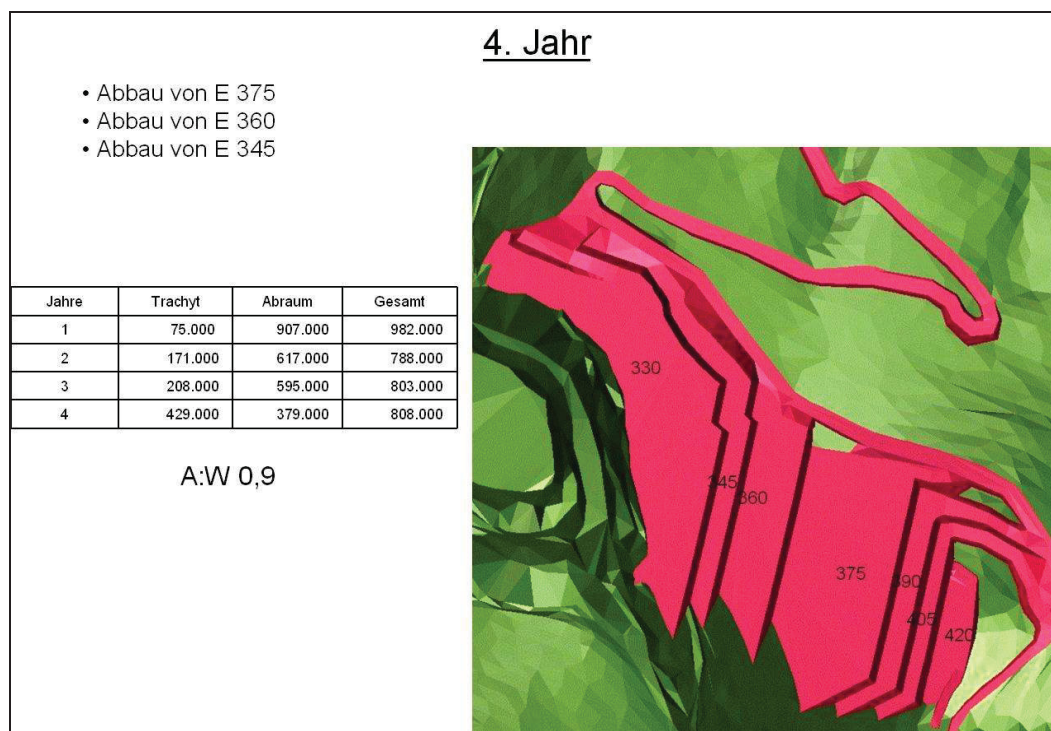 4. Jahr
• Abbau von E 375
• Abbau von E 360
• Abbau von E 345
Jahre Trachyt Abraum Gesamt
1 75.000 907.000 982.000
2 171.000 617.000 788.000
3 208.000 595.000 803.000
4 429.000 379.000 808.000
A:W 0,9
330
345
360
375
390
405
420